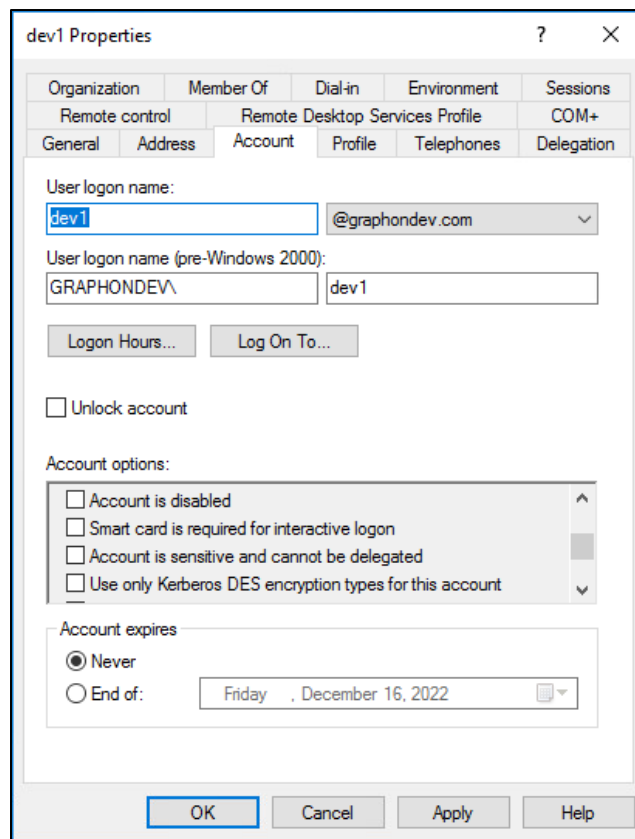 dev1 Properties
? X
Organization Member Of Dial-in Environment Sessions
Remote control Remote Desktop Services Profile COM+
General Address Account Profile Telephones Delegation
User logon name:
dev1 @graphondev.com
User logon name (pre-Windows 2000):
GRAPHONDEV\ dev1
Logon Hours... Log On To...
Unlock account
Account options:
Account is disabled
Smart card is required for interactive logon
Account is sensitive and cannot be delegated
Use only Kerberos DES encryption types for this account
Account expires
Never
End of: Friday , December 16, 2022
OK Cancel Apply Help